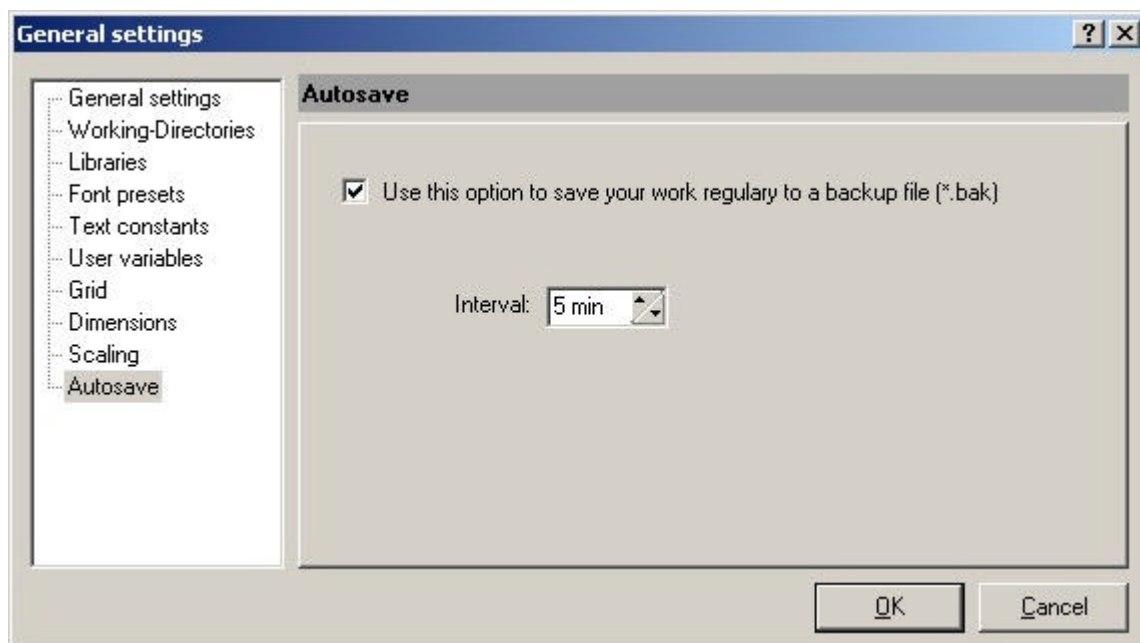 General settings
General settings
Working-Directories
Libraries
Font presets
Text constants
User variables
Grid
Dimensions
Scaling
Autosave
Autosave
Use this option to save your work regulary to a backup file (*.bak)
Interval: 5 min
OK Cancel